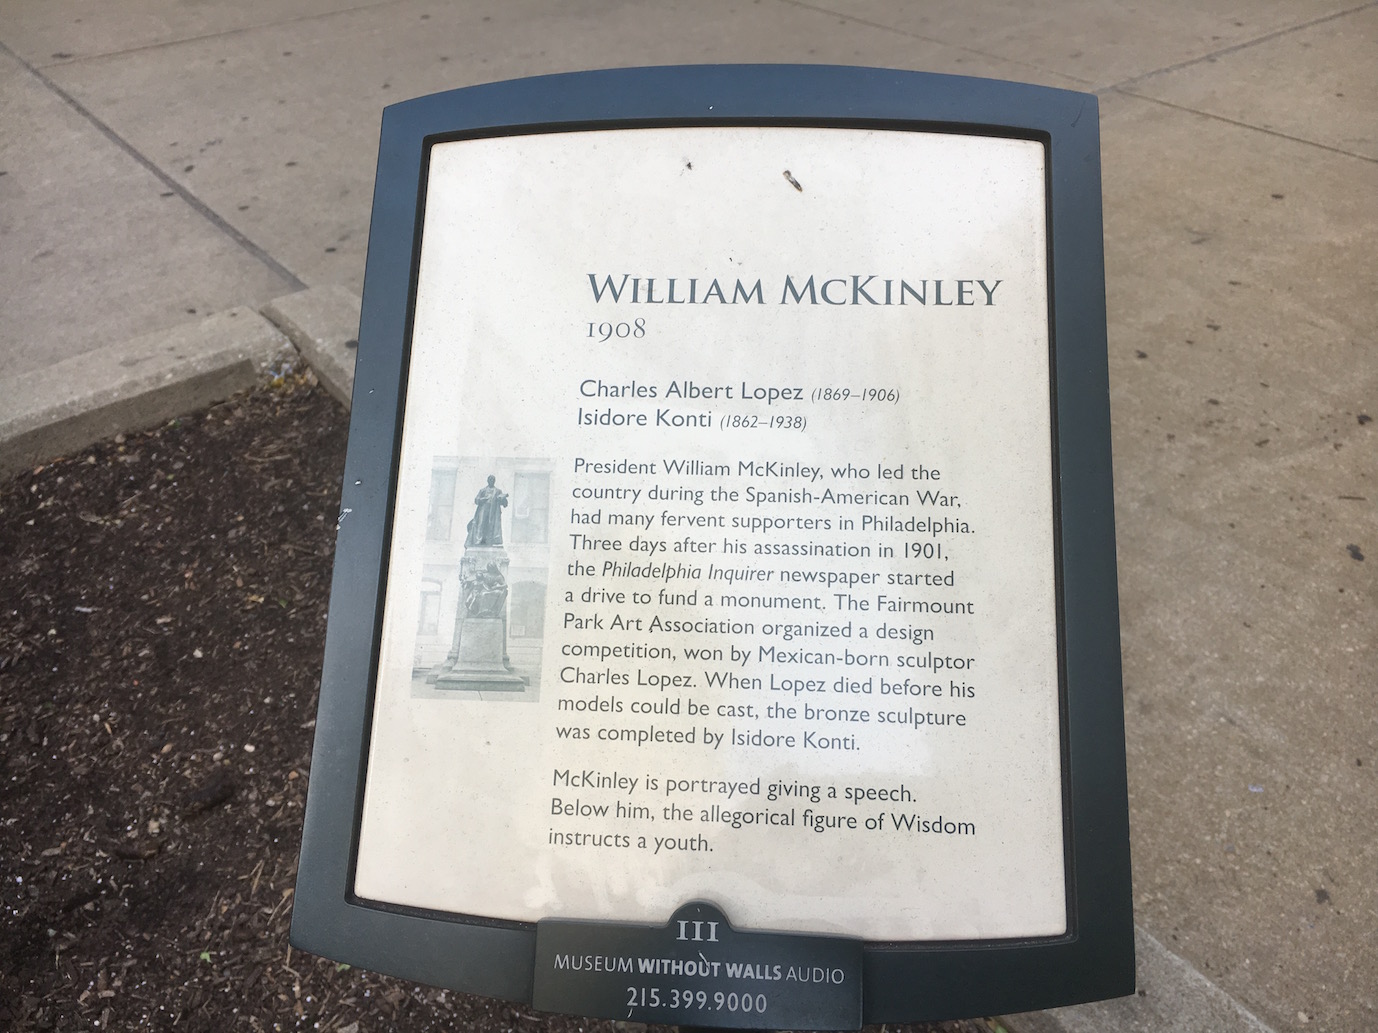 WILLIAM MCKINLEY
1908
Charles Albert Lopez (1869–1906)
Isidore Konti (1862–1938)
President William McKinley, who led the
country during the Spanish-American War,
had many fervent supporters in Philadelphia.
Three days after his assassination in 1901,
the Philadelphia Inquirer newspaper started
a drive to fund a monument. The Fairmount
Park Art Association organized a design
competition, won by Mexican-born sculptor
Charles Lopez. When Lopez died before his
models could be cast, the bronze sculpture
was completed by Isidore Konti.
McKinley is portrayed giving a speech.
Below him, the allegorical figure of Wisdom
instructs a youth.
111
MUSEUM WITHOUT WALLS AUDIO
215.399.9000